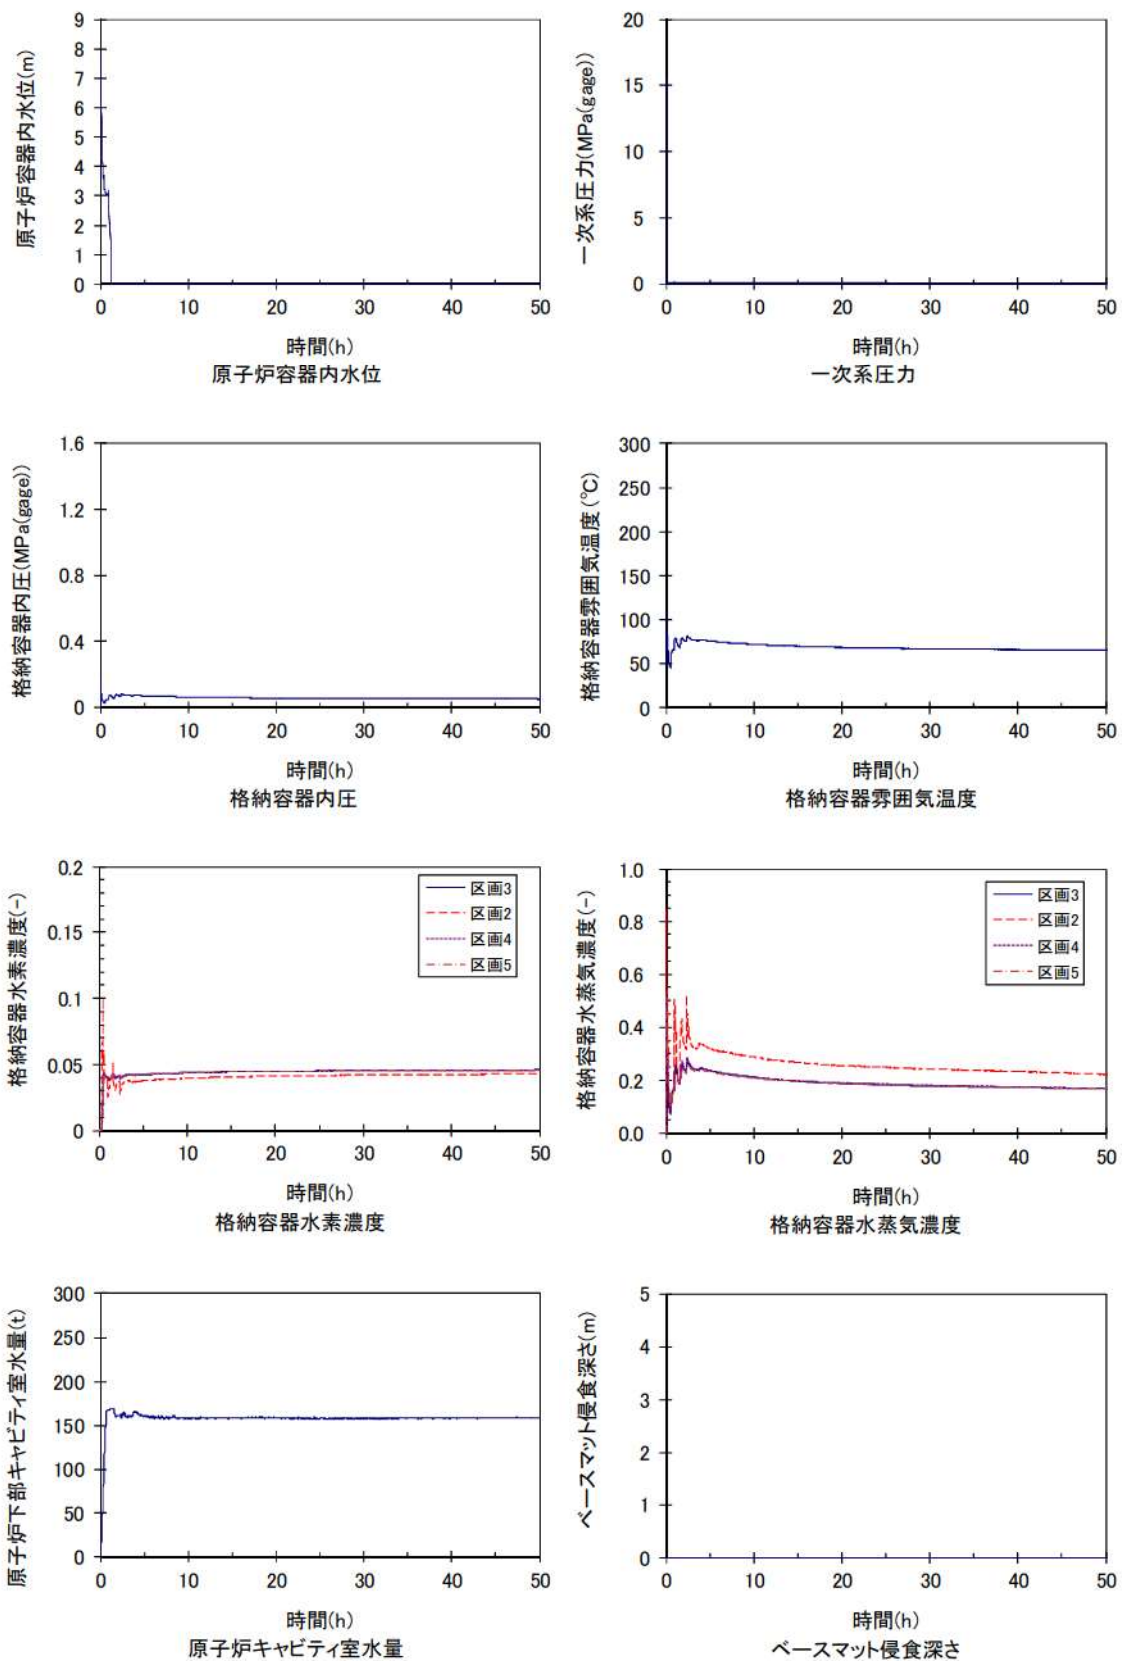 原子炉容器内水位(m)
9
8
7
6
5
4
3
2
1
0
0 10 20 30 40 50
時間(h)
原子炉容器内水位
一次系圧力(MPa(gage))
20
15
10
5
0
0 10 20 30 40 50
時間(h)
一次系圧力
格納容器内圧(MPa(gage))
1.6
1.2
0.8
0.4
0
0 10 20 30 40 50
時間(h)
格納容器内圧
格納容器雰囲気温度(℃)
300
250
200
150
100
50
0
0 10 20 30 40 50
時間(h)
格納容器雰囲気温度
格納容器水素濃度(-)
0.2
0.15
0.1
0.05
0
区画3
区画2
区画4
区画5
0 10 20 30 40 50
時間(h)
格納容器水素濃度
格納容器水蒸気濃度(-)
1.0
0.8
0.6
0.4
0.2
0.0
区画3
区画2
区画4
区画5
0 10 20 30 40 50
時間(h)
格納容器水蒸気濃度
原子炉下部キャビティ室水量(t)
300
250
200
150
100
50
0
0 10 20 30 40 50
時間(h)
原子炉キャビティ室水量
ベースマット侵食深さ(m)
5
4
3
2
1
0
0 10 20 30 40 50
時間(h)
ベースマット侵食深さ